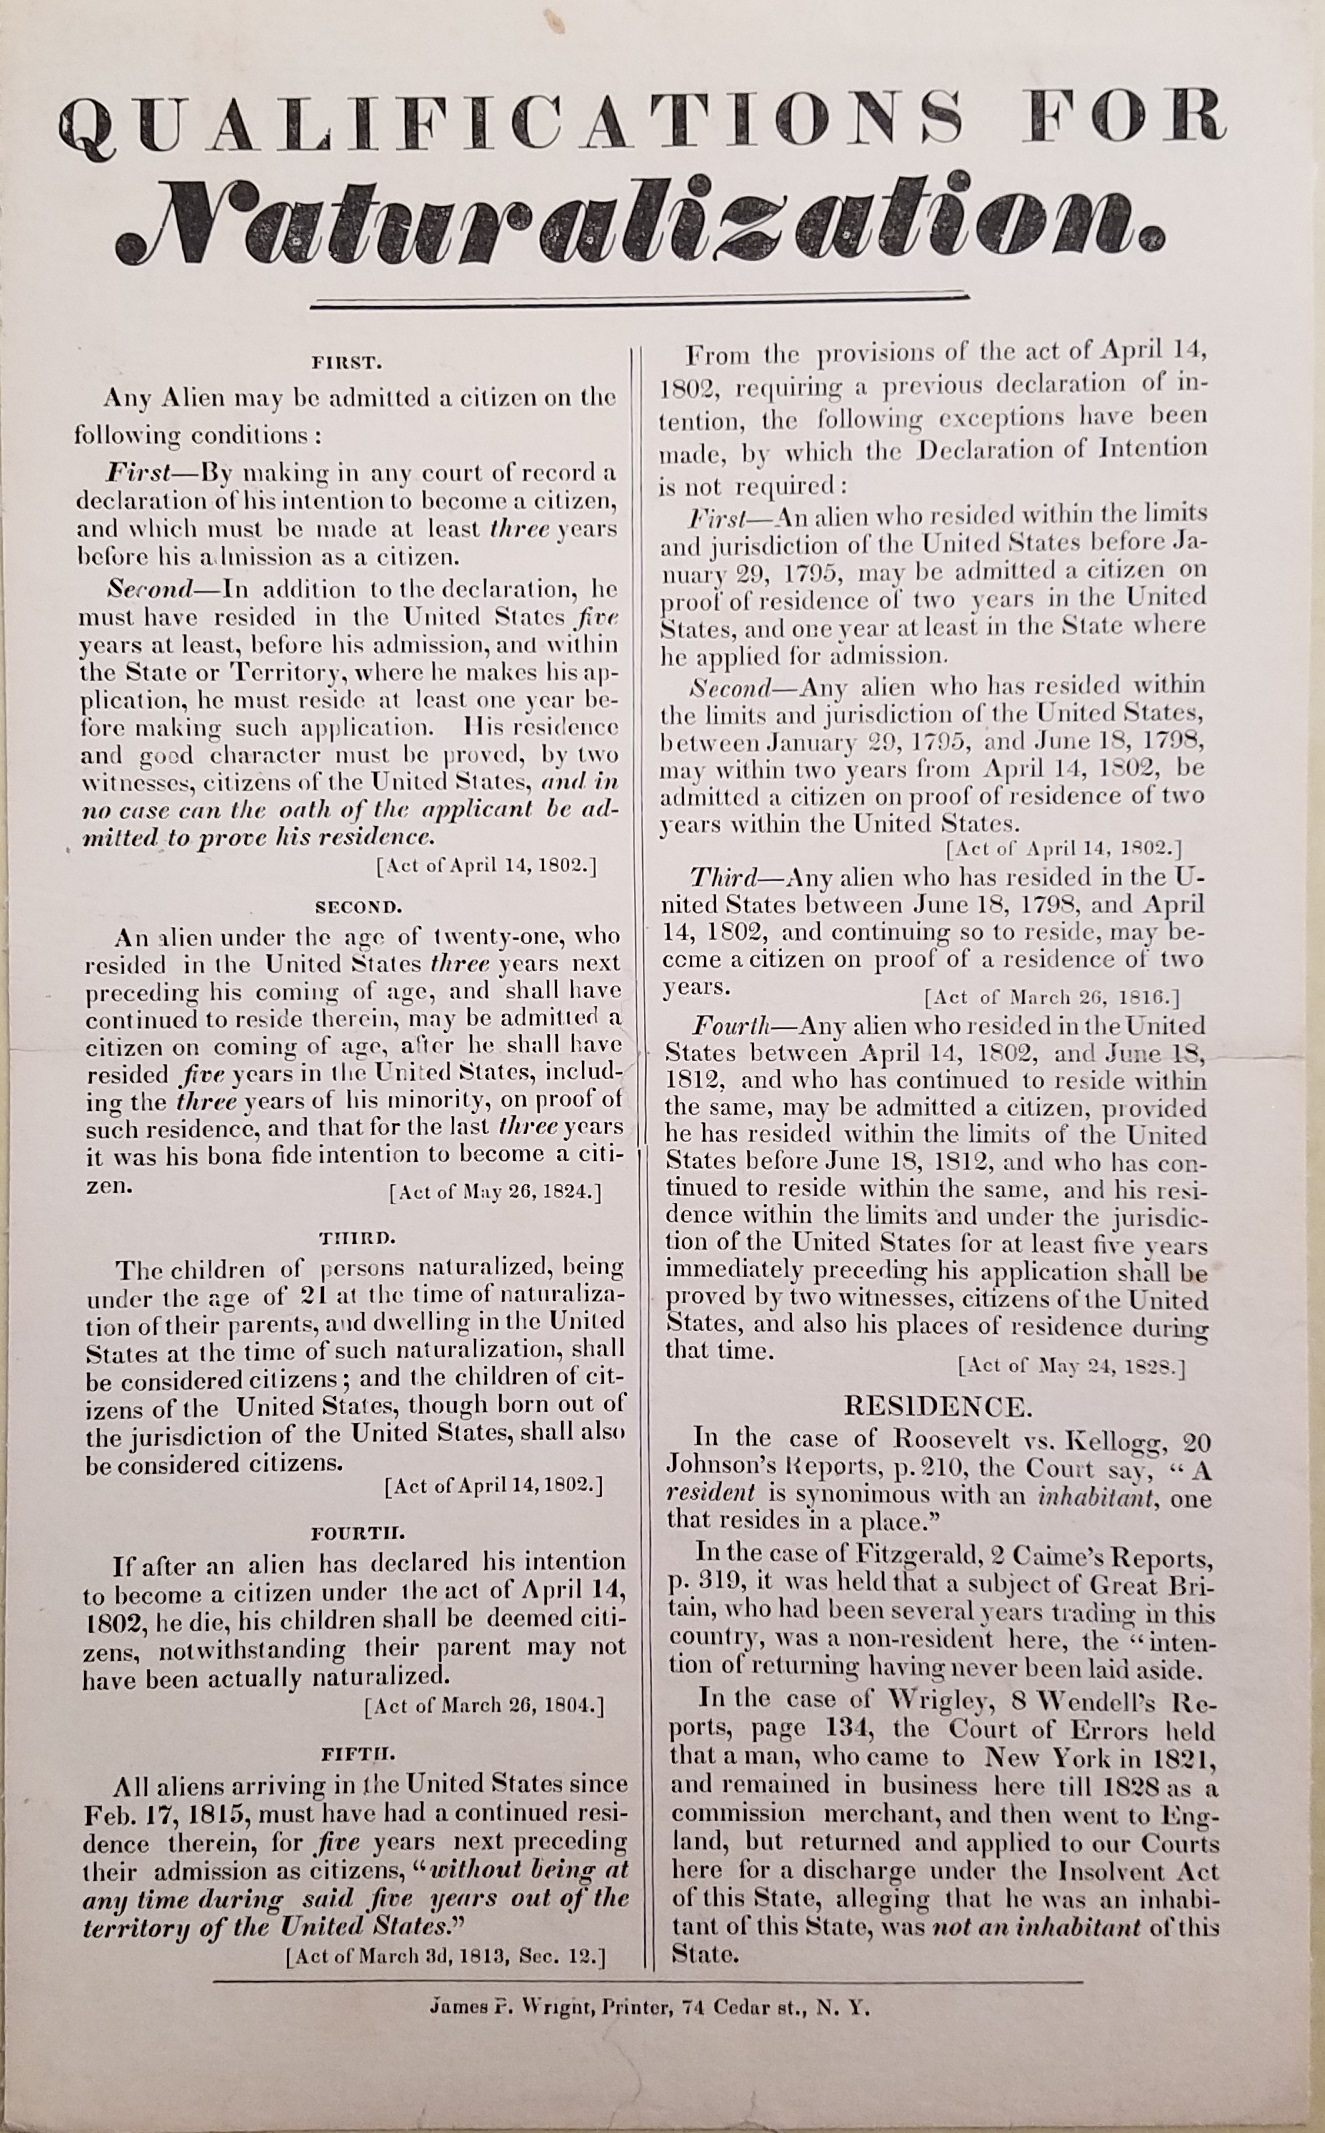 QUALIFICATIONS FOR
Naturalization.
FIRST.
Any Alien may be admitted a citizen on the
following conditions :
First—By making in any court of record a
declaration of his intention to become a citizen,
and which must be made at least three years
before his admission as a citizen.
Second—In addition to the declaration, he
must have resided in the United States five
years at least, before his admission, and within
the State or Territory, where he makes his ap-
plication, he must reside at least one year be-
fore making such application. His residence
and good character must be proved, by two
witnesses, citizens of the United States, and in
no case can the oath of the applicant be ad-
mitted to prove his residence.
[Act of April 14, 1802.]
SECOND.
An alien under the age of twenty-one, who
resided in the United States three years next
preceding his coming of age, and shall have
continued to reside therein, may be admitted a
citizen on coming of age, after he shall have
resided five years in the United States, includ-
ing the three years of his minority, on proof of
such residence, and that for the last three years
it was his bona fide intention to become a citi-
zen. [Act of May 26, 1824.]
THIRD.
The children of persons naturalized, being
under the age of 21 at the time of naturaliza-
tion of their parents, and dwelling in the United
States at the time of such naturalization, shall
be considered citizens ; and the children of cit-
izens of the United States, though born out of
the jurisdiction of the United States, shall also
be considered citizens.
[Act of April 14, 1802.]
FOURTH.
If after an alien has declared his intention
to become a citizen under the act of April 14,
1802, he die, his children shall be deemed citi-
zens, notwithstanding their parent may not
have been actually naturalized.
[Act of March 26, 1804.]
FIFTH.
All aliens arriving in the United States since
Feb. 17, 1815, must have had a continued resi-
dence therein, for five years next preceding
their admission as citizens, “without being at
any time during said five years out of the
territory of the United States.”
[Act of March 3d, 1813, Sec. 12.]
From the provisions of the act of April 14,
1802, requiring a previous declaration of in-
tention, the following exceptions have been
made, by which the Declaration of Intention
is not required :
First—An alien who resided within the limits
and jurisdiction of the United States before Ja-
nuary 29, 1795, may be admitted a citizen on
proof of residence of two years in the United
States, and one year at least in the State where
he applied for admission.
Second—Any alien who has resided within
the limits and jurisdiction of the United States,
between January 29, 1795, and June 18, 1798,
may within two years from April 14, 1802, be
admitted a citizen on proof of residence of two
years within the United States.
[Act of April 14, 1802.]
Third—Any alien who has resided in the U-
nited States between June 18, 1798, and April
14, 1802, and continuing so to reside, may be-
come a citizen on proof of a residence of two
years. [Act of March 26, 1816.]
Fourth—Any alien who resided in the United
States between April 14, 1802, and June 18,
1812, and who has continued to reside within
the same, may be admitted a citizen, provided
he has resided within the limits of the United
States before June 18, 1812, and who has con-
tinued to reside within the same, and his resi-
dence within the limits and under the jurisdic-
tion of the United States for at least five years
immediately preceding his application shall be
proved by two witnesses, citizens of the United
States, and also his places of residence during
that time.
[Act of May 24, 1828.]
RESIDENCE.
In the case of Roosevelt vs. Kellogg, 20
Johnson’s Reports, p. 210, the Court say, “ A
resident is synonimous with an inhabitant, one
that resides in a place.”
In the case of Fitzgerald, 2 Caime’s Reports,
p. 319, it was held that a subject of Great Bri-
tain, who had been several years trading in this
country, was a non-resident here, the “ inten-
tion of returning having never been laid aside.
In the case of Wrigley, 8 Wendell’s Re-
ports, page 134, the Court of Errors held
that a man, who came to New York in 1821,
and remained in business here till 1828 as a
commission merchant, and then went to Eng-
land, but returned and applied to our Courts
here for a discharge under the Insolvent Act
of this State, alleging that he was an inhabi-
tant of this State, was not an inhabitant of this
State.
James P. Wright, Printer, 74 Cedar st., N. Y.